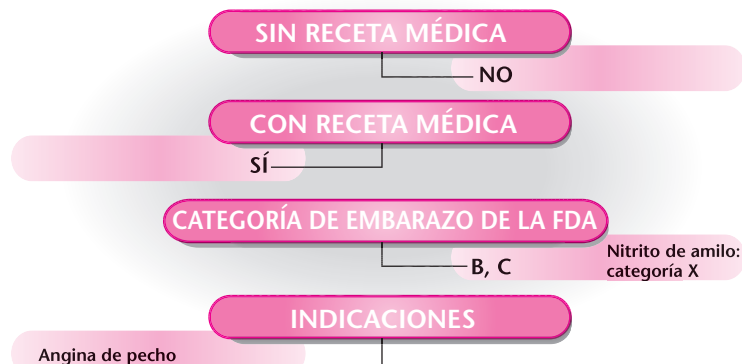 SIN RECETA MÉDICA
NO
CON RECETA MÉDICA
SÍ
CATEGORÍA DE EMBARAZO DE LA FDA
B, C
Nitrito de amilo:
categoría X
INDICACIONES
Angina de pecho